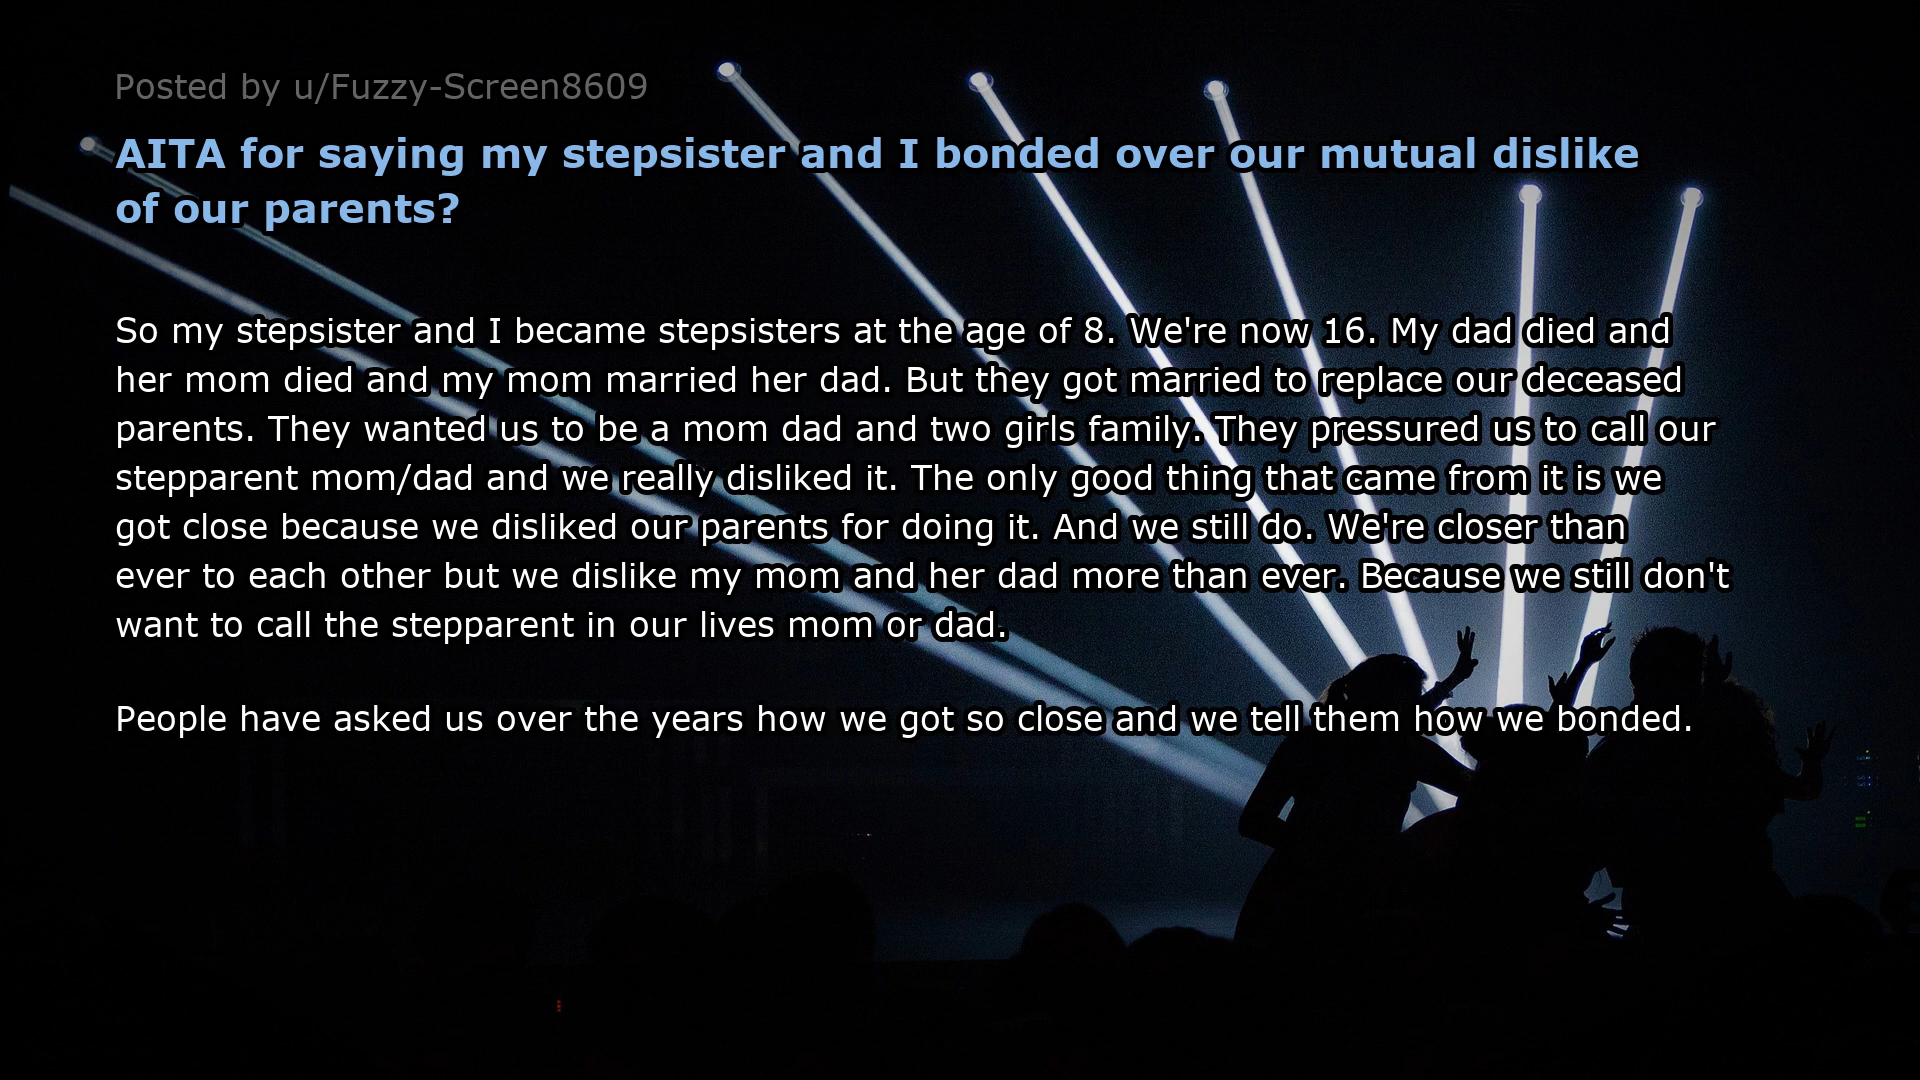 Posted by u/Fuzzy-Screen8609
AITA for saying my stepsister and I bonded over our mutual dislike
of our parents?
So my stepsister and I became stepsisters at the age of 8. We're now 16. My dad died and
her mom died and my mom married her dad. But they got married to replace our deceased
parents. They wanted us to be a mom dad and two girls family. They pressured us to call our
stepparent mom/dad and we really disliked it. The only good thing that came from it is we
got close because we disliked our parents for doing it. And we still do. We're closer than
ever to each other but we dislike my mom and her dad more than ever. Because we still don't
want to call the stepparent in our lives mom or dad.
People have asked us over the years how we got so close and we tell them how we bonded.